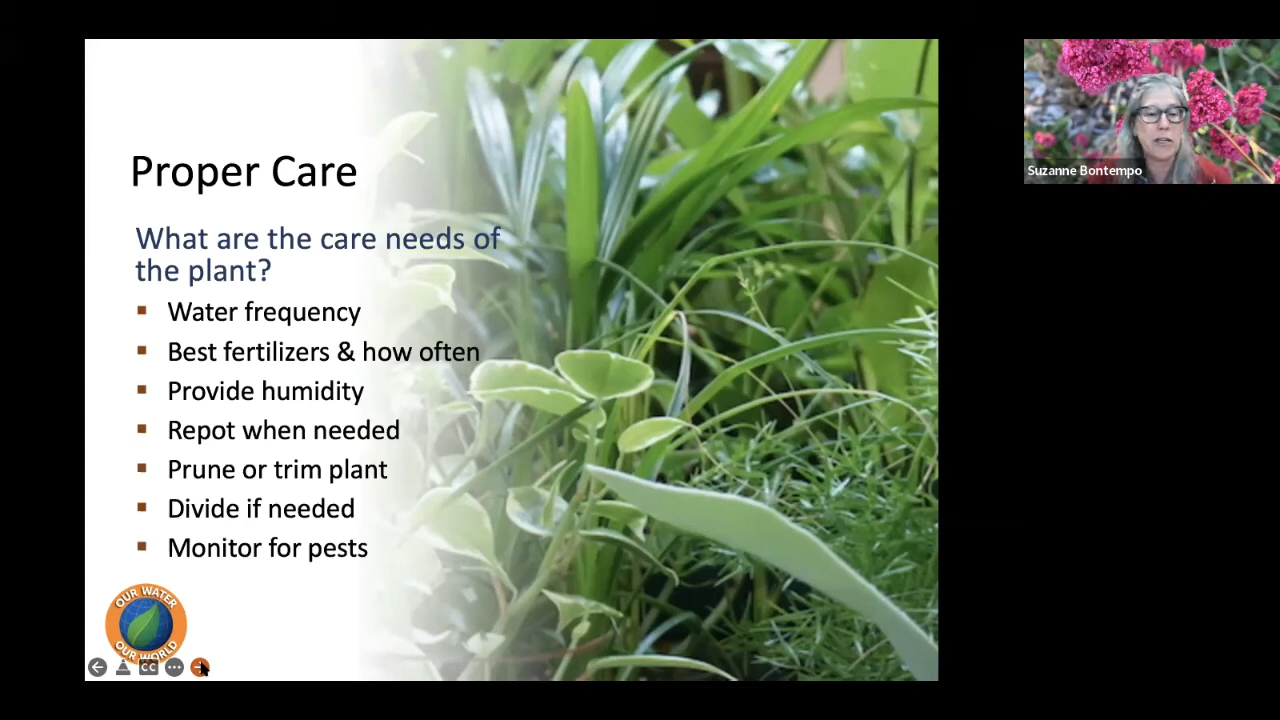 Proper Care
What are the care needs of
the plant?
Water frequency
Best fertilizers & how often
Provide humidity
Repot when needed
Prune or trim plant
Divide if needed
Monitor for pests
OUR WATER
OUR WORLD
CC
Suzanne Bontempo